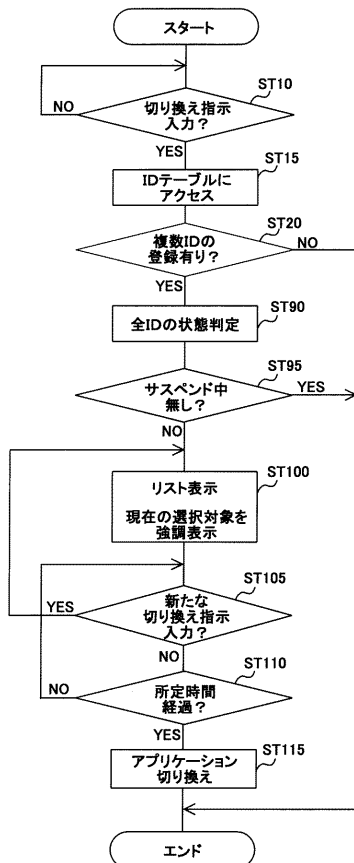 スタート
ST10
切り換え指示
入力？
NO
YES
ST15
IDテーブルに
アクセス
ST20
複数IDの
登録有り？
NO
YES
ST90
全IDの状態判定
ST95
サスペンド中
無し？
YES
NO
ST100
リスト表示
現在の選択対象を
強調表示
ST105
新たな
切り換え指示
入力？
YES
NO
ST110
所定時間
経過？
NO
YES
ST115
アプリケーション
切り換え
エンド